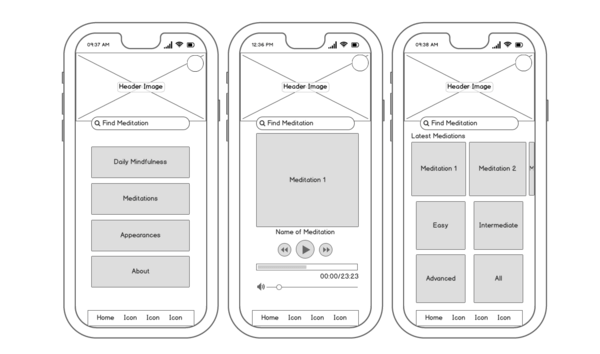 09:37 AM
Header Image
Find Meditation
Daily Mindfulness
Meditations
Appearances
About
Home Icon Icon Icon
12:36 PM
Header Image
Find Meditation
Meditation 1
Name of Meditation
00:00/23:23
Home Icon Icon Icon
09:38 AM
Header Image
Find Meditation
Latest Mediations
Meditation 1 Meditation 2 M
Easy Intermediate
Advanced All
Home Icon Icon Icon